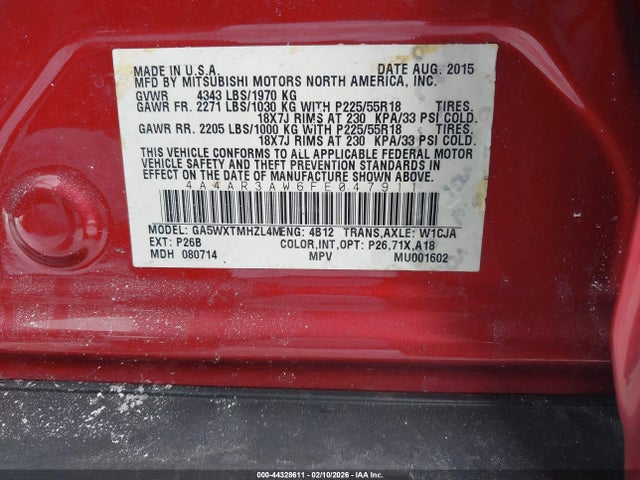 MADE IN U.S.A. DATE AUG. 2015
MFD BY MITSUBISHI MOTORS NORTH AMERICA, INC.
GVWR 4343 LBS/1970 KG
GAWR FR. 2271 LBS/1030 KG WITH P225/55R18 TIRES.
18X7J RIMS AT 230 KPA/33 PSI COLD.
GAWR RR. 2205 LBS/1000 KG WITH P225/55R18 TIRES.
18X7J RIMS AT 230 KPA/33 PSI COLD.
THIS VEHICLE CONFORMS TO ALL APPLICABLE FEDERAL MOTOR
VEHICLE SAFETY AND THEFT PREVENTION STANDARDS IN
EFFECT ON THE DATE OF MANUFACTURE SHOWN ABOVE.
4A4AR3AW6FE047911
MODEL: GA5WXTMHZL4MENG: 4B12 TRANS,AXLE: W1CJA
EXT: P26B COLOR,INT,OPT: P26,71X,A18
MDH 080714 MPV MU001602
000-44328611 - 02/10/2026 - IAAI.com